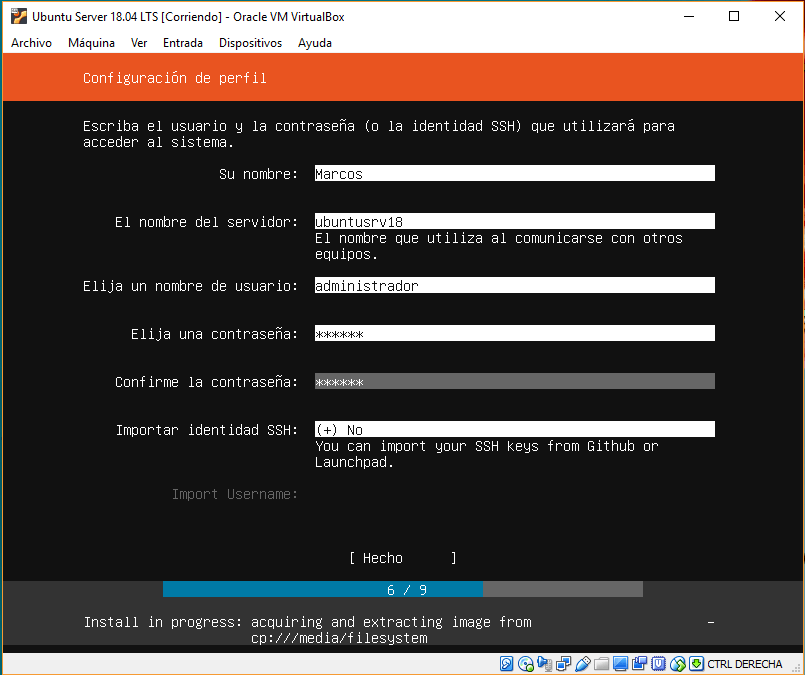 Ubuntu Server 18.04 LTS [Corriendo] - Oracle VM VirtualBox
Archivo Máquina Ver Entrada Dispositivos Ayuda
Configuración de perfil
Escriba el usuario y la contraseña (o la identidad SSH) que utilizará para
acceder al sistema.
Su nombre: Marcos
El nombre del servidor: ubuntusrv18
El nombre que utiliza al comunicarse con otros
equipos.
Elija un nombre de usuario: administrador
Elija una contraseña: ******
Confirme la contraseña: ******
Importar identidad SSH: (+) No
You can import your SSH keys from Github or
Launchpad.
Import Username:
[ Hecho ]
6 / 9
Install in progress: acquiring and extracting image from -
cp:///media/filesystem
CTRL DERECHA